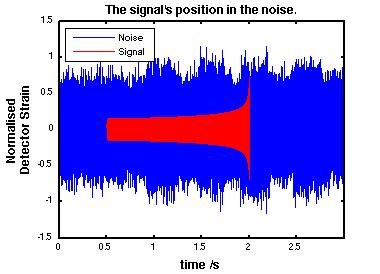 The signal's position in the noise.
1.5
Noise
Signal
1
0.5
0
-0.5
-1
-1.5
Normalised
Detector Strain
0
0.5
1
1.5
2
2.5
time /s